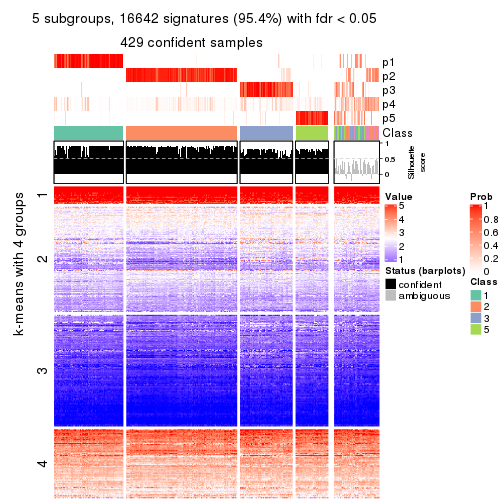 5 subgroups, 16642 signatures (95.4%) with fdr < 0.05
429 confident samples
p1
p2
p3
p4
p5
Class
1
0.5
0
Silhouette
score
k-means with 4 groups
1
2
3
4
Value
5
4
3
2
1
Status (barplots)
confident
ambiguous
Prob
1
0.8
0.6
0.4
0.2
0
Class
1
2
3
5